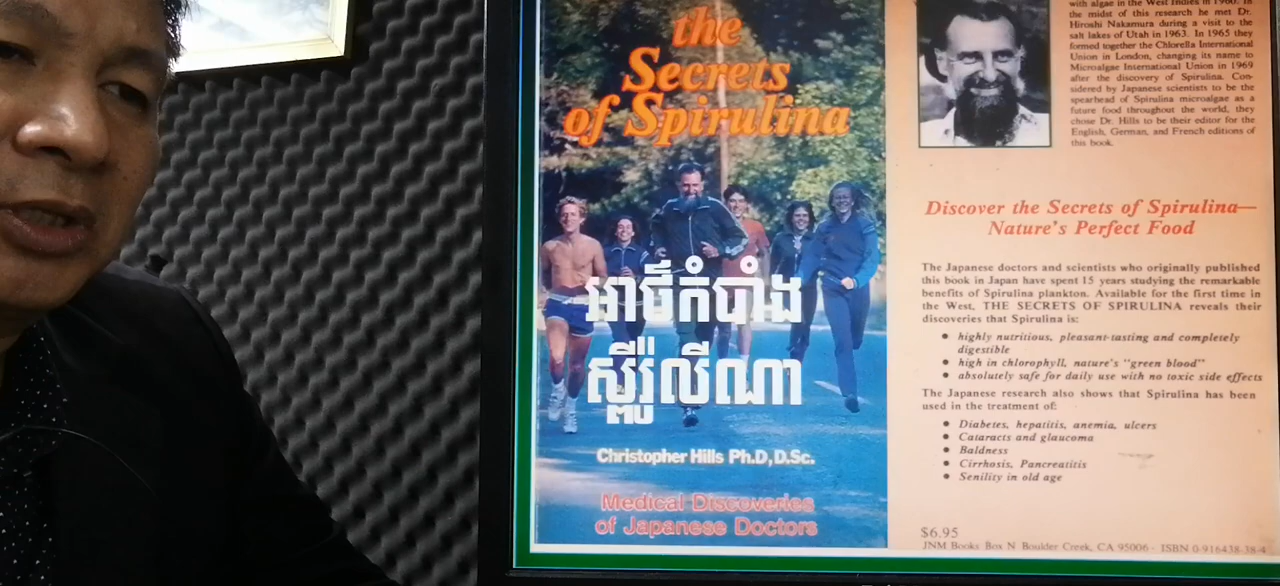 the
Secrets
of Spirulina
អាថ៌កំបាំង
ស្ពីរ៉ូលីណា
Christopher Hills Ph.D,D.Sc.
Medical Discoveries
of Japanese Doctors
with algae in the West Indies in 1960. In
the midst of this research he met Dr.
Hiroshi Nakamura during a visit to the
salt lakes of Utah in 1963. In 1965 they
formed together the Chlorella International
Union in London, changing its name to
Microalgae International Union in 1969
after the discovery of Spirulina. Con-
sidered by Japanese scientists to be the
spearhead of Spirulina microalgae as a
future food throughout the world, they
chose Dr. Hills to be their editor for the
English, German, and French editions of
this book.
Discover the Secrets of Spirulina—
Nature's Perfect Food
The Japanese doctors and scientists who originally published
this book in Japan have spent 15 years studying the remarkable
benefits of Spirulina plankton. Available for the first time in
the West, THE SECRETS OF SPIRULINA reveals their
discoveries that Spirulina is:
● highly nutritious, pleasant-tasting and completely
digestible
● high in chlorophyll, nature's "green blood"
● absolutely safe for daily use with no toxic side effects
The Japanese research also shows that Spirulina has been
used in the treatment of:
● Diabetes, hepatitis, anemia, ulcers
● Cataracts and glaucoma
● Baldness
● Cirrhosis, Pancreatitis
● Senility in old age
$6.95
JNM Books Box N Boulder Creek, CA 95006 - ISBN 0-916438-38-4